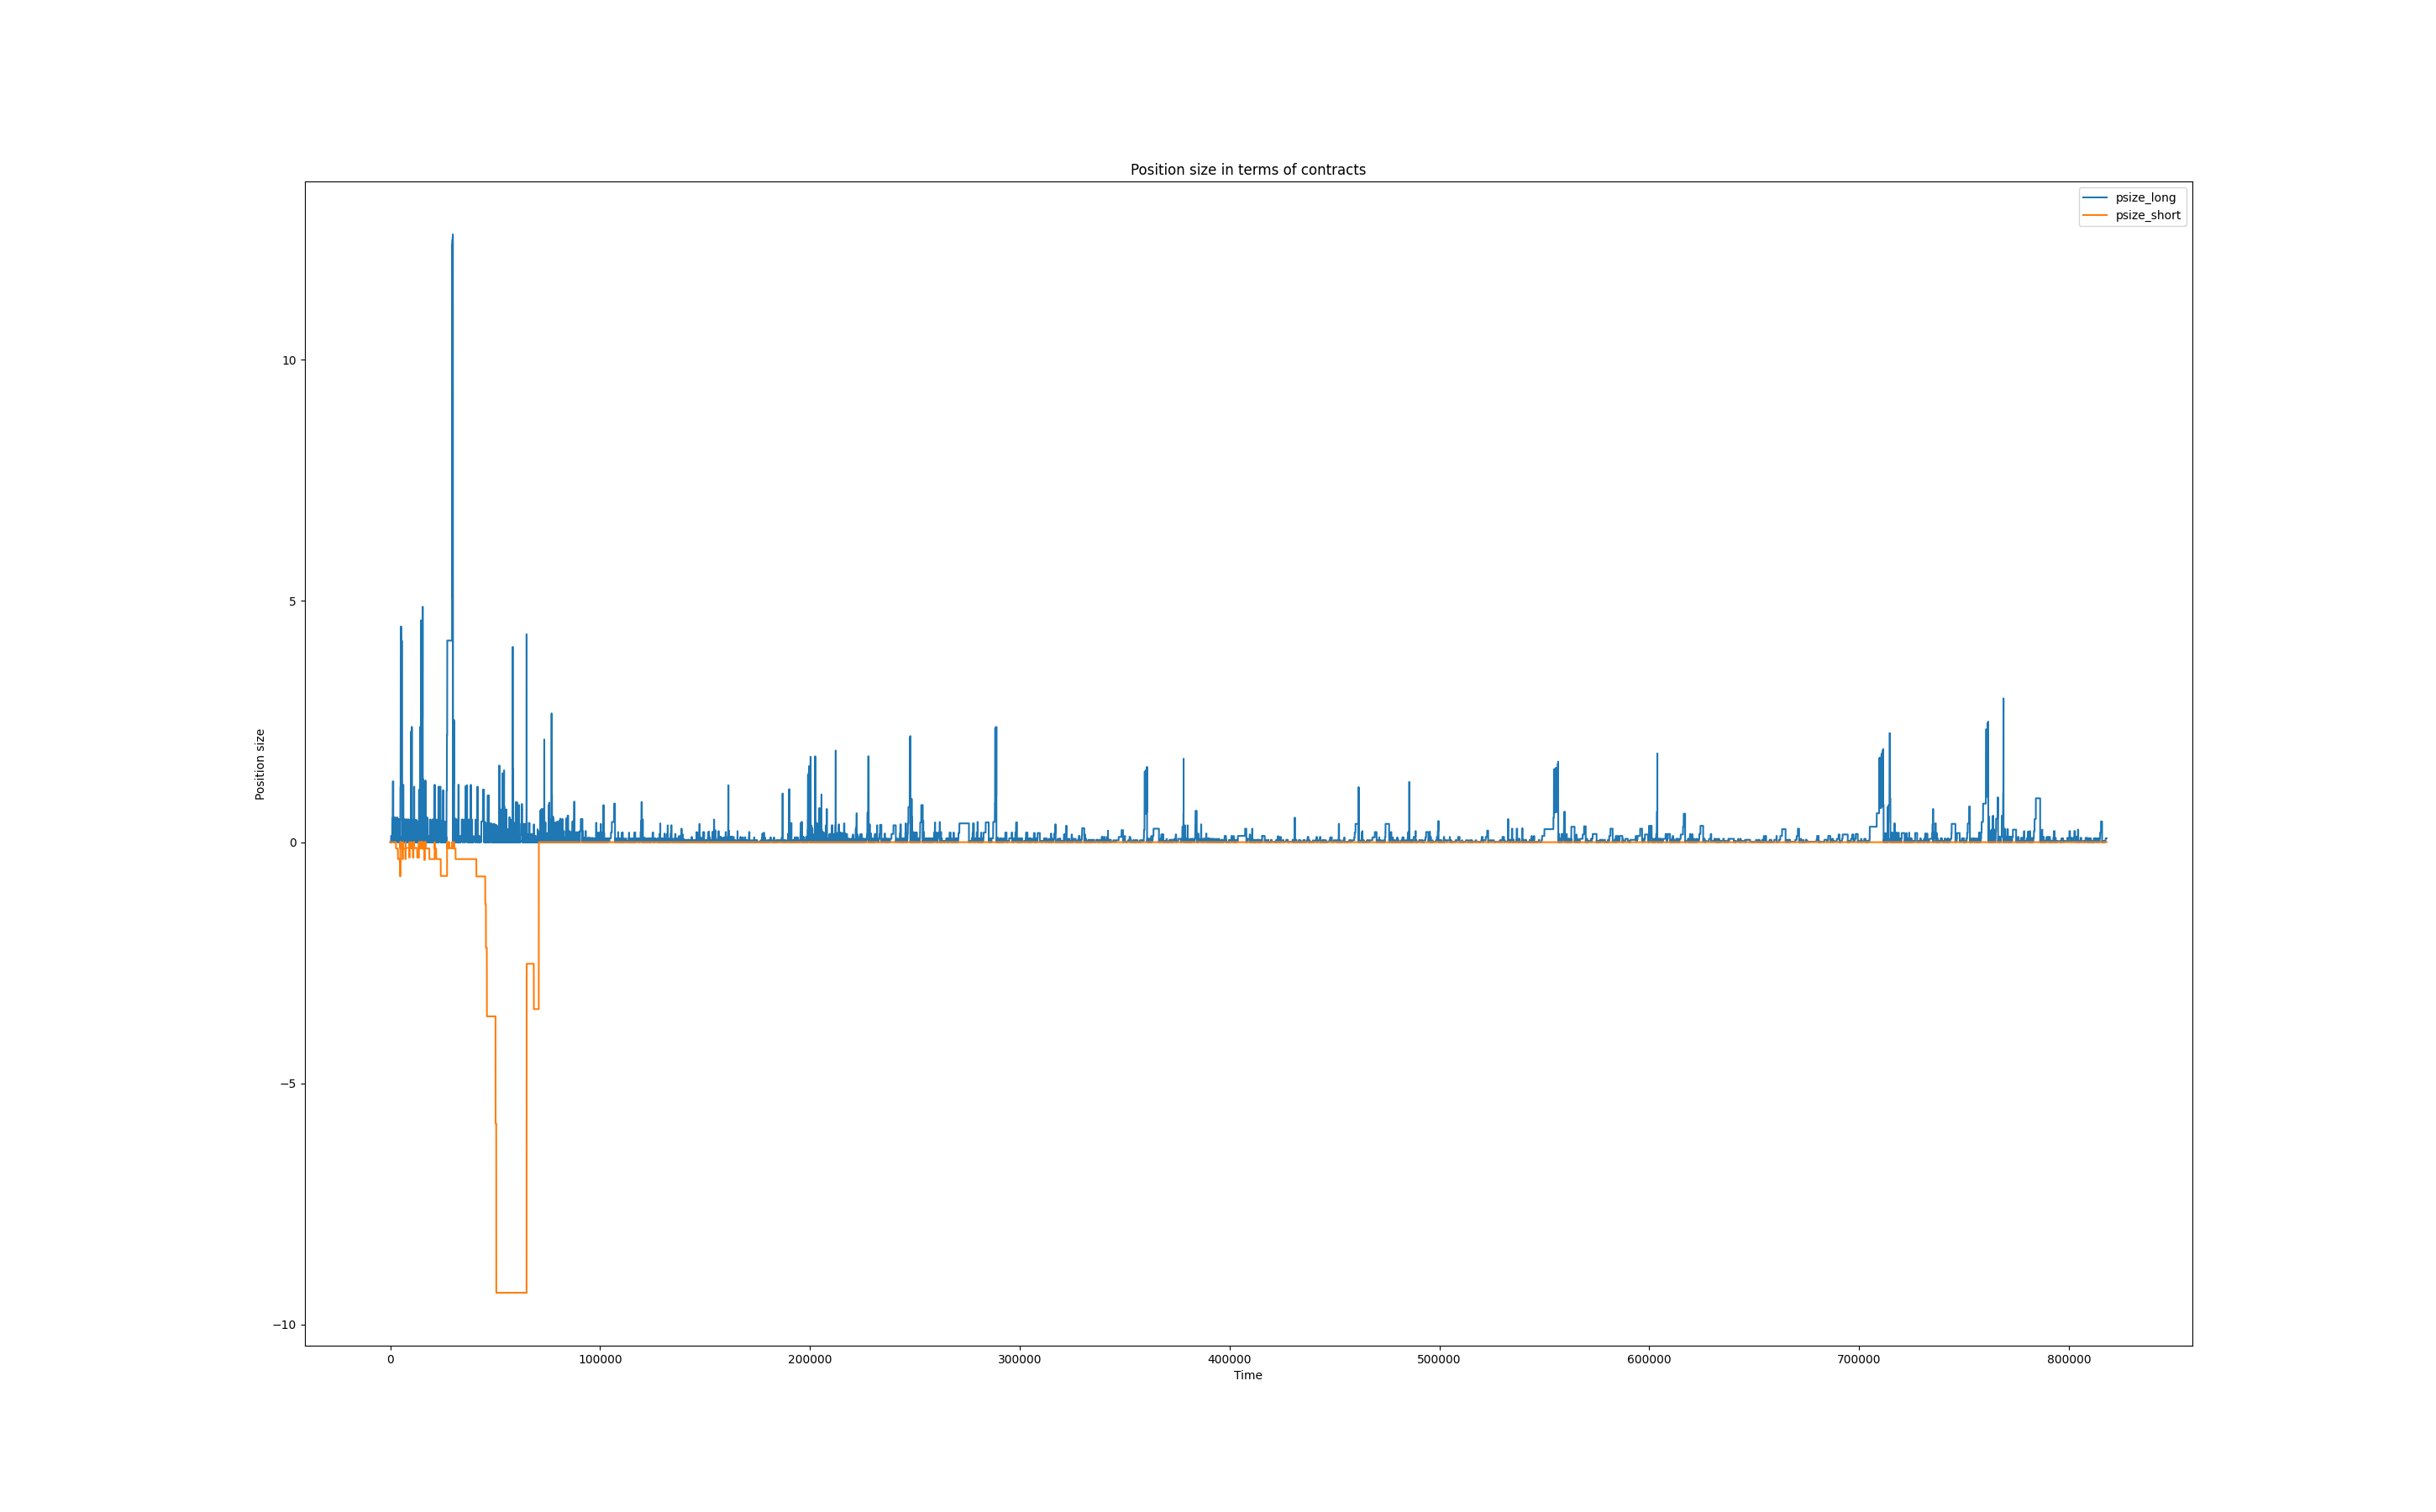 Position size in terms of contracts
psize_long
psize_short
10
5
0
−5
−10
Position size
0 100000 200000 300000 400000 500000 600000 700000 800000
Time